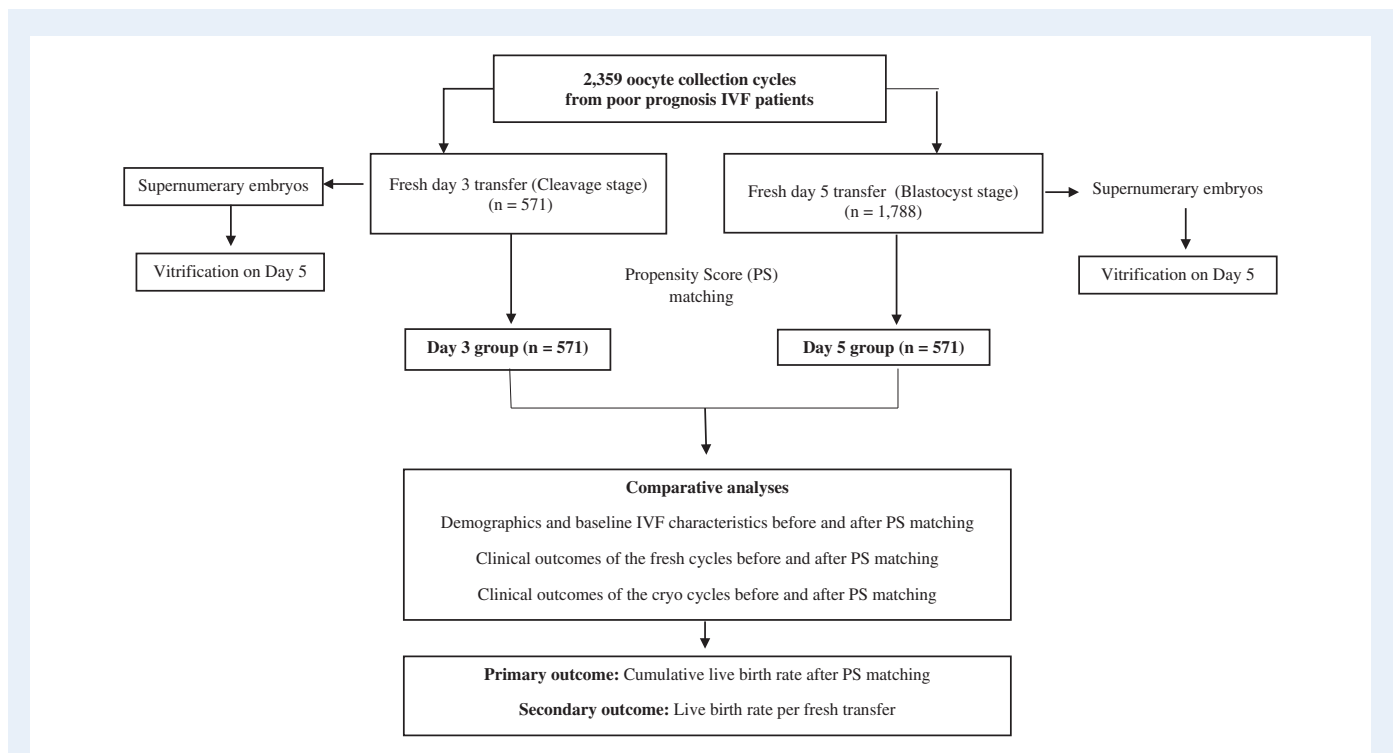 2,359 oocyte collection cycles
from poor prognosis IVF patients
Supernumerary embryos
Fresh day 3 transfer (Cleavage stage)
(n = 571)
Fresh day 5 transfer (Blastocyst stage)
(n = 1,788)
Supernumerary embryos
Vitrification on Day 5
Propensity Score (PS)
matching
Vitrification on Day 5
Day 3 group (n = 571)
Day 5 group (n = 571)
Comparative analyses
Demographics and baseline IVF characteristics before and after PS matching
Clinical outcomes of the fresh cycles before and after PS matching
Clinical outcomes of the cryo cycles before and after PS matching
Primary outcome: Cumulative live birth rate after PS matching
Secondary outcome: Live birth rate per fresh transfer